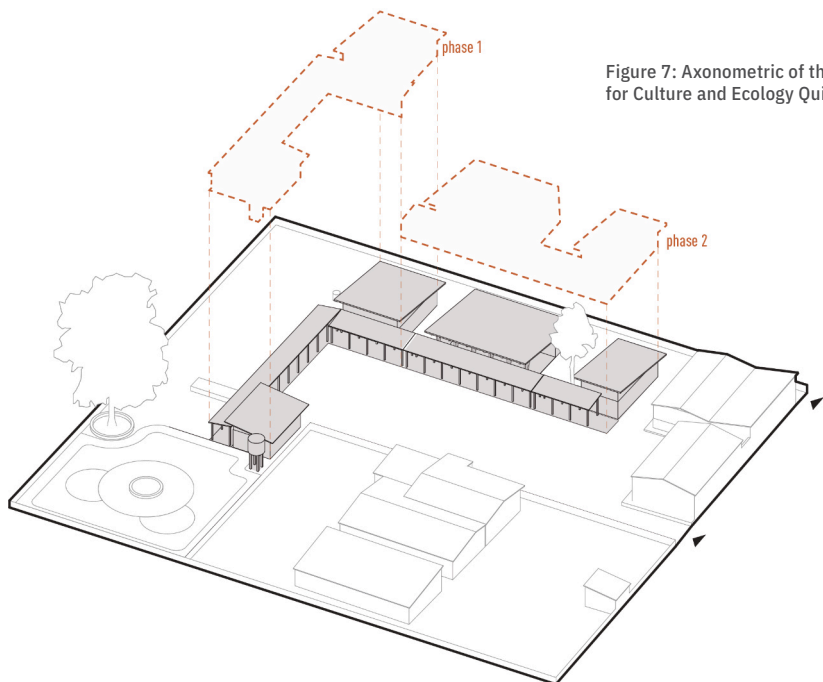 phase 1
Figure 7: Axonometric of th
for Culture and Ecology Qui
phase 2